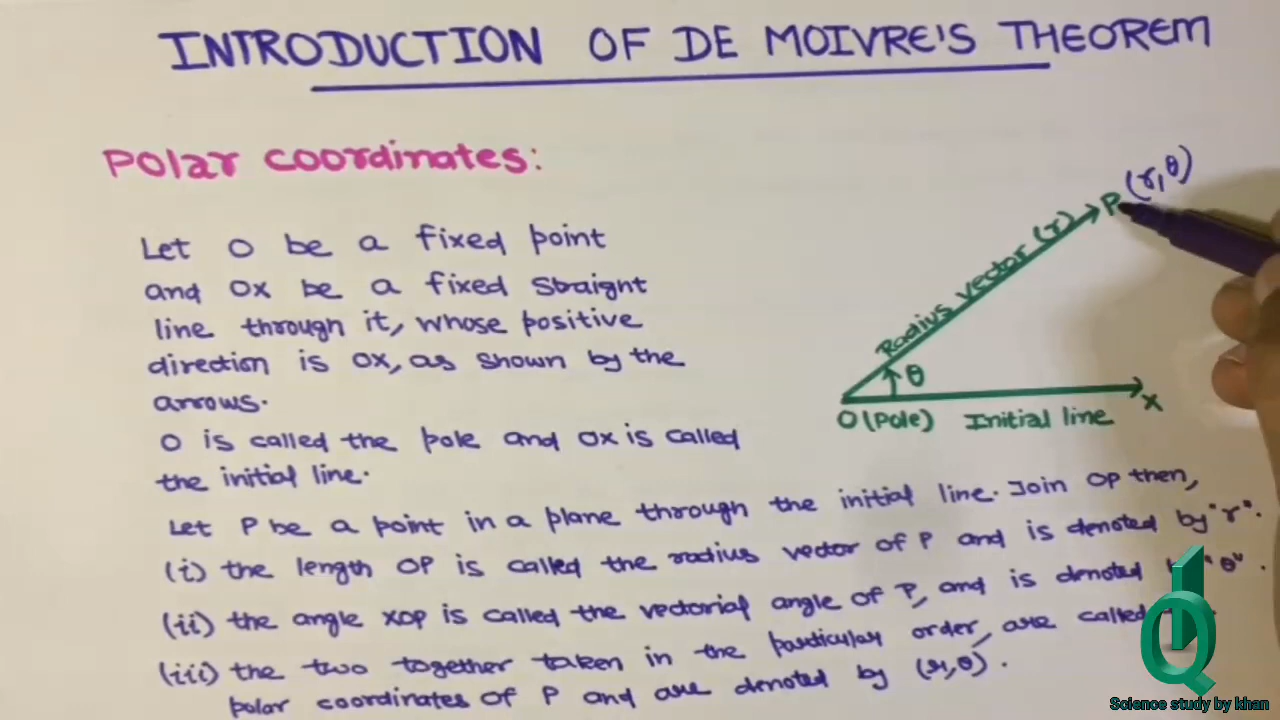 INTRODUCTION OF DE MOIVRE'S THEOREM
Polar coordinates:
Let O be a fixed point
and OX be a fixed straight
line through it, whose positive
direction is OX, as shown by the
arrows.
O is called the pole and OX is called
the initial line.
P (r, θ)
Radius vector (r)
θ
X
O (Pole) Initial line
Let P be a point in a plane through the initial line. Join OP then,
(i) the length OP is called the radius vector of P and is denoted by "r".
(ii) the angle XOP is called the vectorial angle of P, and is denoted "θ".
(iii) the two together taken in the particular order, are called
polar coordinates of P and are denoted by (r, θ).
Science study by khan